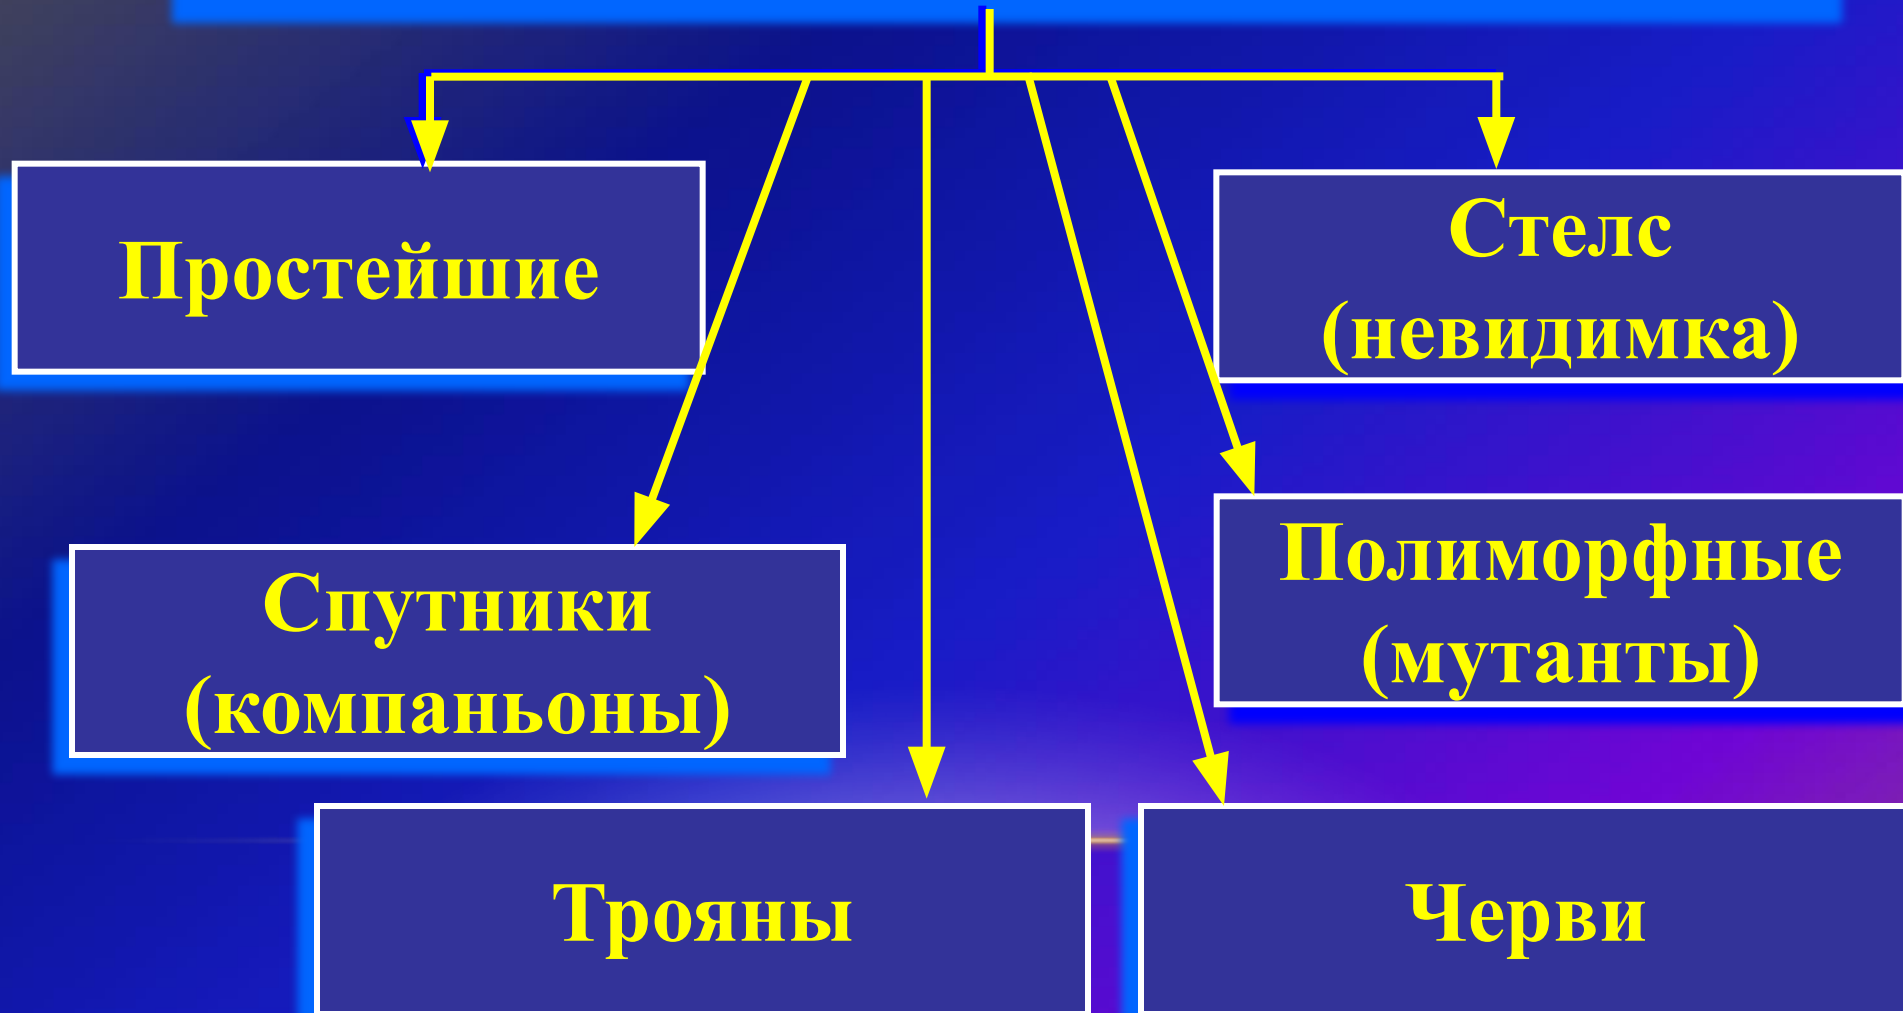 Простейшие
Стелс
(невидимка)
Спутники
(компаньоны)
Полиморфные
(мутанты)
Трояны
Черви